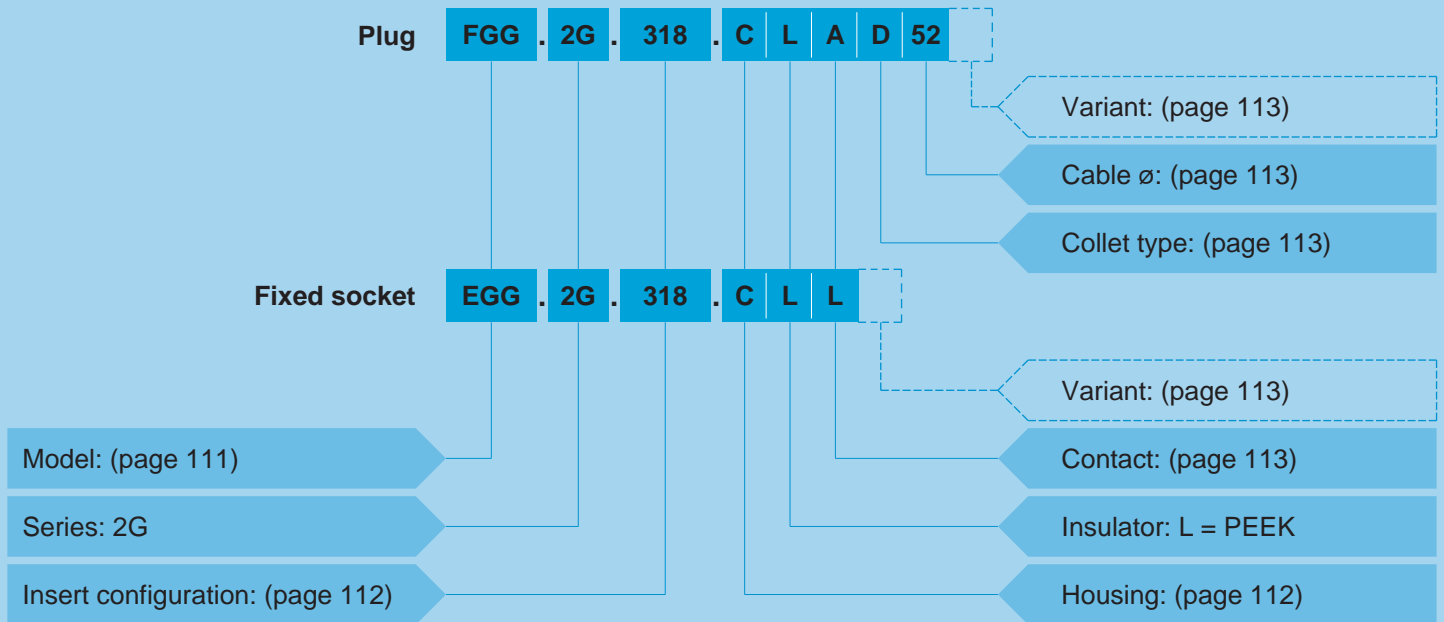 Plug FGG . 2G . 318 . C L A D 52
Variant: (page 113)
Cable ø: (page 113)
Collet type: (page 113)
Fixed socket EGG . 2G . 318 . C L L
Variant: (page 113)
Model: (page 111)
Contact: (page 113)
Series: 2G
Insulator: L = PEEK
Insert configuration: (page 112)
Housing: (page 112)